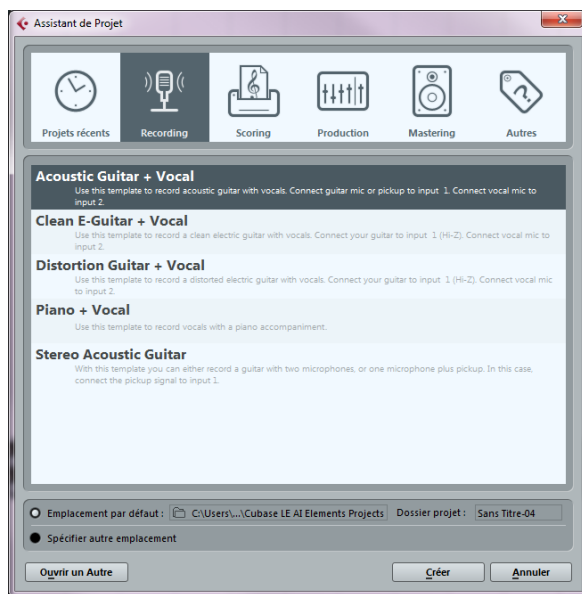 Assistant de Projet
Projets récents
Recording
Scoring
Production
Mastering
Autres
Acoustic Guitar + Vocal
Use this template to record acoustic guitar with vocals. Connect guitar mic or pickup to input 1. Connect vocal mic to
input 2.
Clean E-Guitar + Vocal
Use this template to record a clean electric guitar with vocals. Connect your guitar to input 1 (Hi-Z). Connect vocal mic to
input 2.
Distortion Guitar + Vocal
Use this template to record a distorted electric guitar with vocals. Connect your guitar to input 1 (Hi-Z). Connect vocal mic
to input 2.
Piano + Vocal
Use this template to record vocals with a piano accompaniment.
Stereo Acoustic Guitar
With this template you can either record a guitar with two microphones, or one microphone plus pickup. In this case,
connect the pickup signal to input 1.
Emplacement par défaut : C:\Users\...\Cubase LE AI Elements Projects Dossier projet : Sans Titre-04
Spécifier autre emplacement
Ouvrir un Autre Créer Annuler